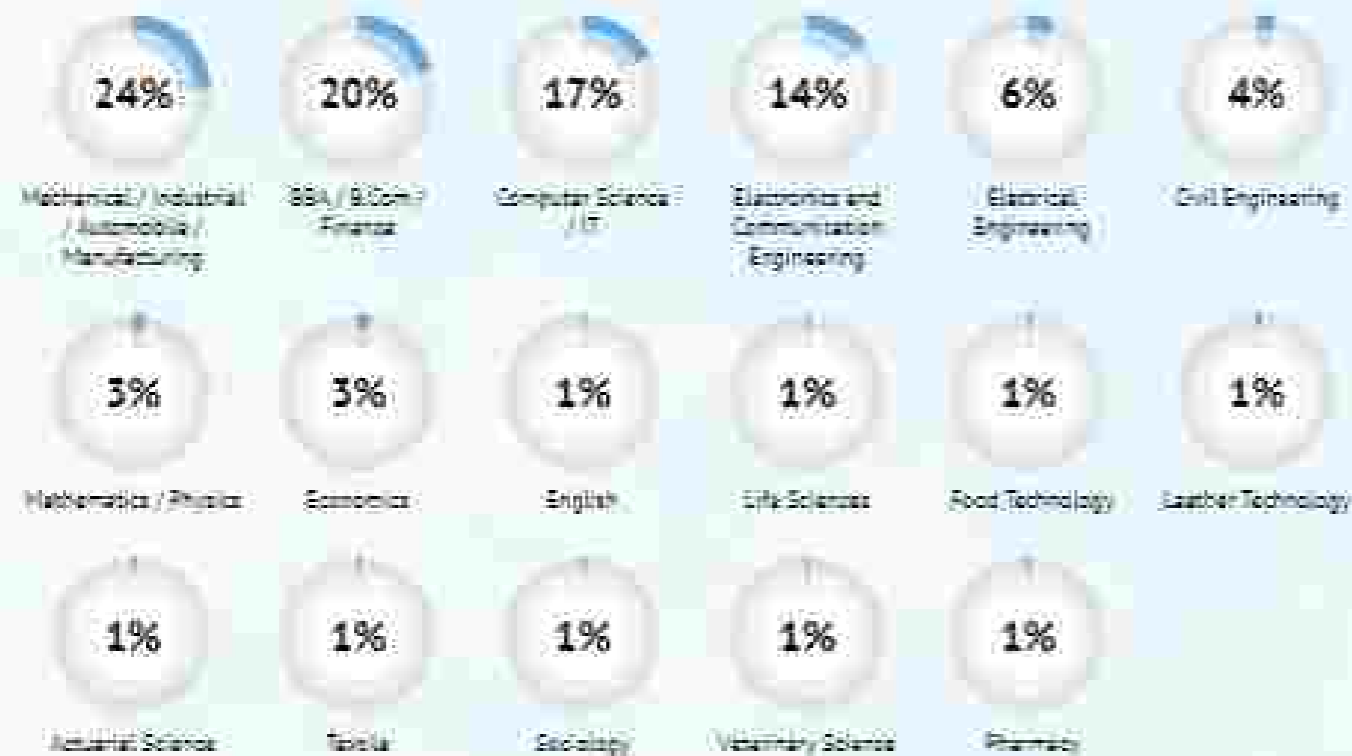 24% 20% 17% 14% 6% 4%
Mechanical / Industrial BBA / B.Com / Computer Science Electronics and Electrical Civil Engineering
/ Automobile / Finance / IT Communication Engineering
Manufacturing Engineering
3% 3% 1% 1% 1% 1%
Mathematics / Physics Economics English Life Sciences Food Technology Leather Technology
1% 1% 1% 1% 1%
Actuarial Science Textile Sociology Veterinary Science Pharmacy